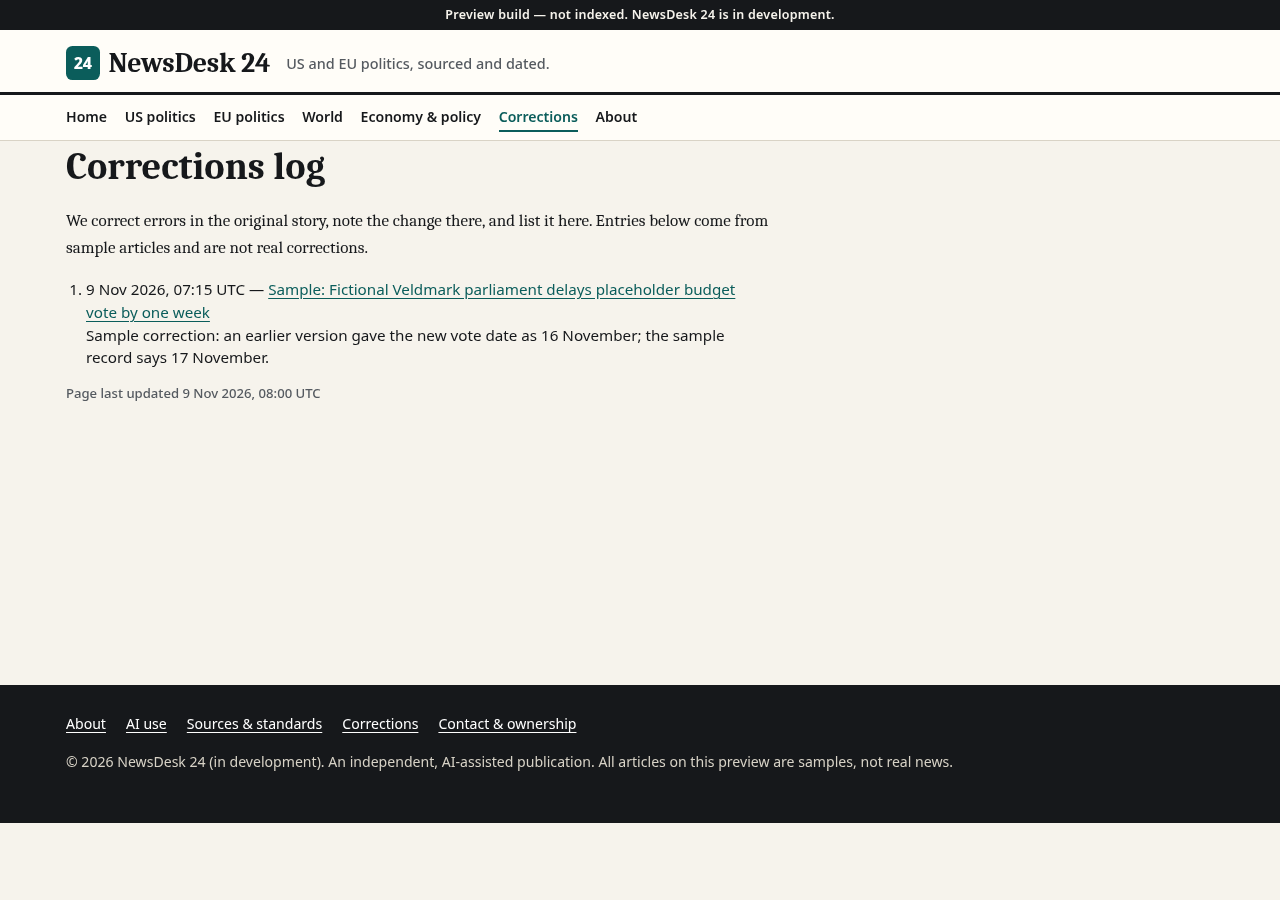 Preview build — not indexed. NewsDesk 24 is in development.
24 NewsDesk 24 US and EU politics, sourced and dated.
Home US politics EU politics World Economy & policy Corrections About
Corrections log
We correct errors in the original story, note the change there, and list it here. Entries below come from
sample articles and are not real corrections.
1. 9 Nov 2026, 07:15 UTC — Sample: Fictional Veldmark parliament delays placeholder budget
vote by one week
Sample correction: an earlier version gave the new vote date as 16 November; the sample
record says 17 November.
Page last updated 9 Nov 2026, 08:00 UTC
About AI use Sources & standards Corrections Contact & ownership
© 2026 NewsDesk 24 (in development). An independent, AI-assisted publication. All articles on this preview are samples, not real news.